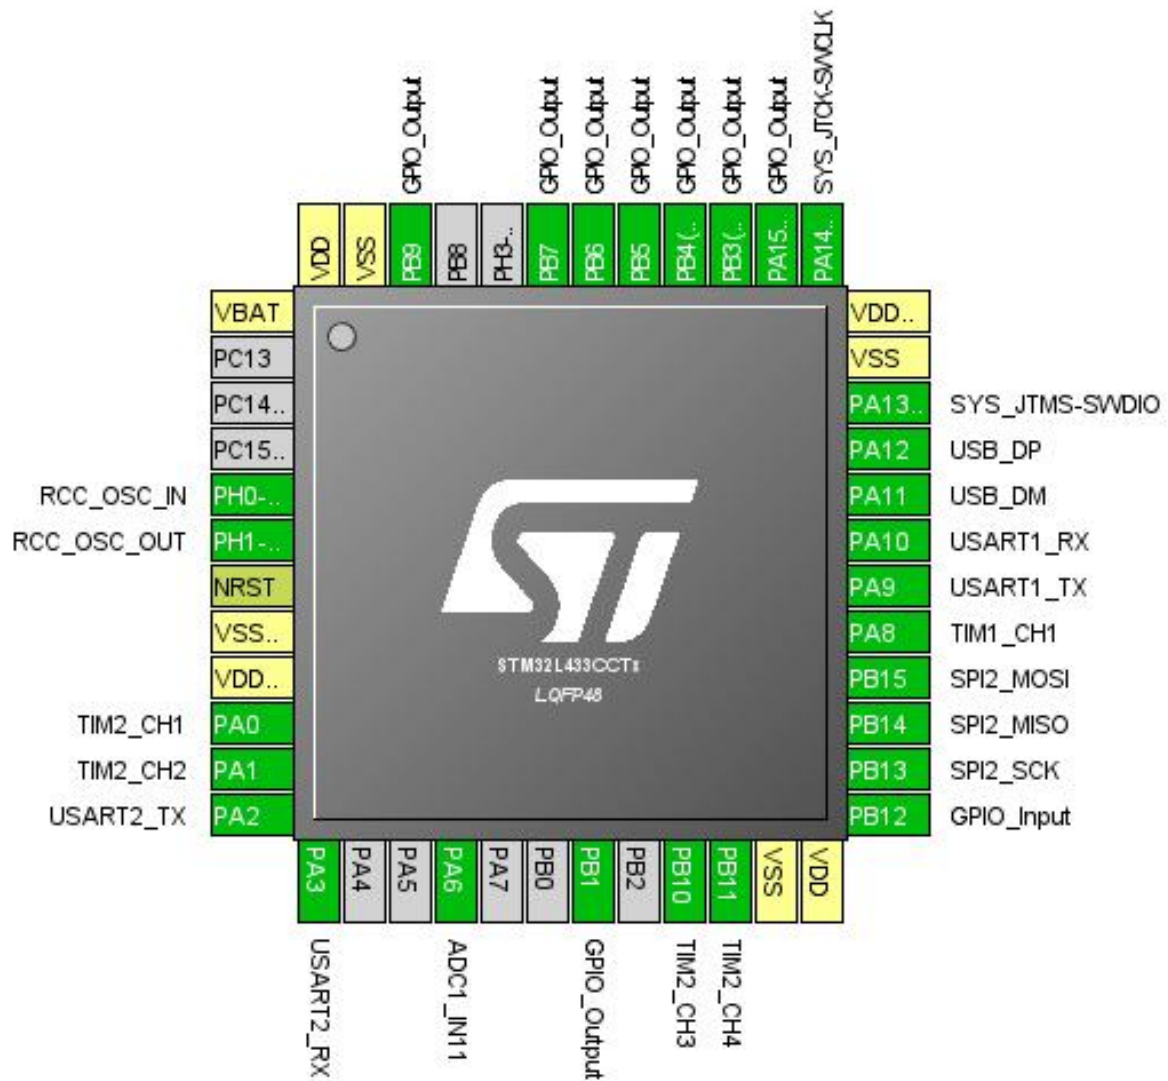 GPIO_Output
GPIO_Output
GPIO_Output
GPIO_Output
GPIO_Output
GPIO_Output
GPIO_Output
SYS_JTCK-SWCLK
VDD
VSS
PB9
PB8
PH3-..
PB7
PB6
PB5
PB4 (..
PB3 (..
PA15..
PA14..
VBAT
VDD..
PC13
VSS
PC14..
PA13.. SYS_JTMS-SWDIO
PC15..
PA12 USB_DP
RCC_OSC_IN PH0-..
PA11 USB_DM
RCC_OSC_OUT PH1-..
PA10 USART1_RX
NRST
PA9 USART1_TX
VSS..
PA8 TIM1_CH1
VDD..
PB15 SPI2_MOSI
TIM2_CH1 PA0
PB14 SPI2_MISO
TIM2_CH2 PA1
PB13 SPI2_SCK
USART2_TX PA2
PB12 GPIO_Input
ST
STM32L433CCTx
LQFP48
PA3
PA4
PA5
PA6
PA7
PB0
PB1
PB2
PB10
PB11
VSS
VDD
USART2_RX
ADC1_IN11
GPIO_Output
TIM2_CH3
TIM2_CH4